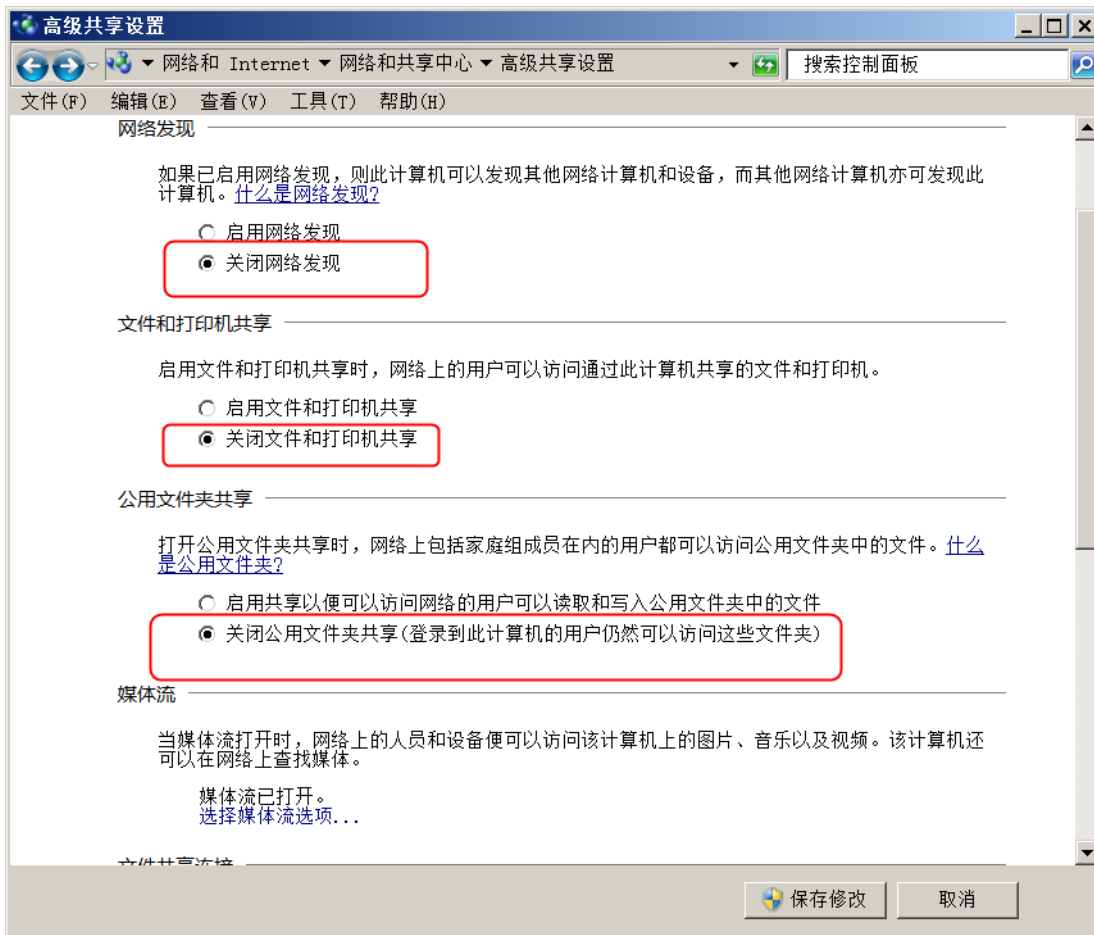 高级共享设置
网络和 Internet 网络和共享中心 高级共享设置 搜索控制面板
文件(F) 编辑(E) 查看(V) 工具(T) 帮助(H)
网络发现
如果已启用网络发现，则此计算机可以发现其他网络计算机和设备，而其他网络计算机亦可发现此
计算机。什么是网络发现?
启用网络发现
关闭网络发现
文件和打印机共享
启用文件和打印机共享时，网络上的用户可以访问通过此计算机共享的文件和打印机。
启用文件和打印机共享
关闭文件和打印机共享
公用文件夹共享
打开公用文件夹共享时，网络上包括家庭组成员在内的用户都可以访问公用文件夹中的文件。什么
是公用文件夹?
启用共享以便可以访问网络的用户可以读取和写入公用文件夹中的文件
关闭公用文件夹共享(登录到此计算机的用户仍然可以访问这些文件夹)
媒体流
当媒体流打开时，网络上的人员和设备便可以访问该计算机上的图片、音乐以及视频。该计算机还
可以在网络上查找媒体。
媒体流已打开。
选择媒体流选项...
文件共享连接
保存修改 取消